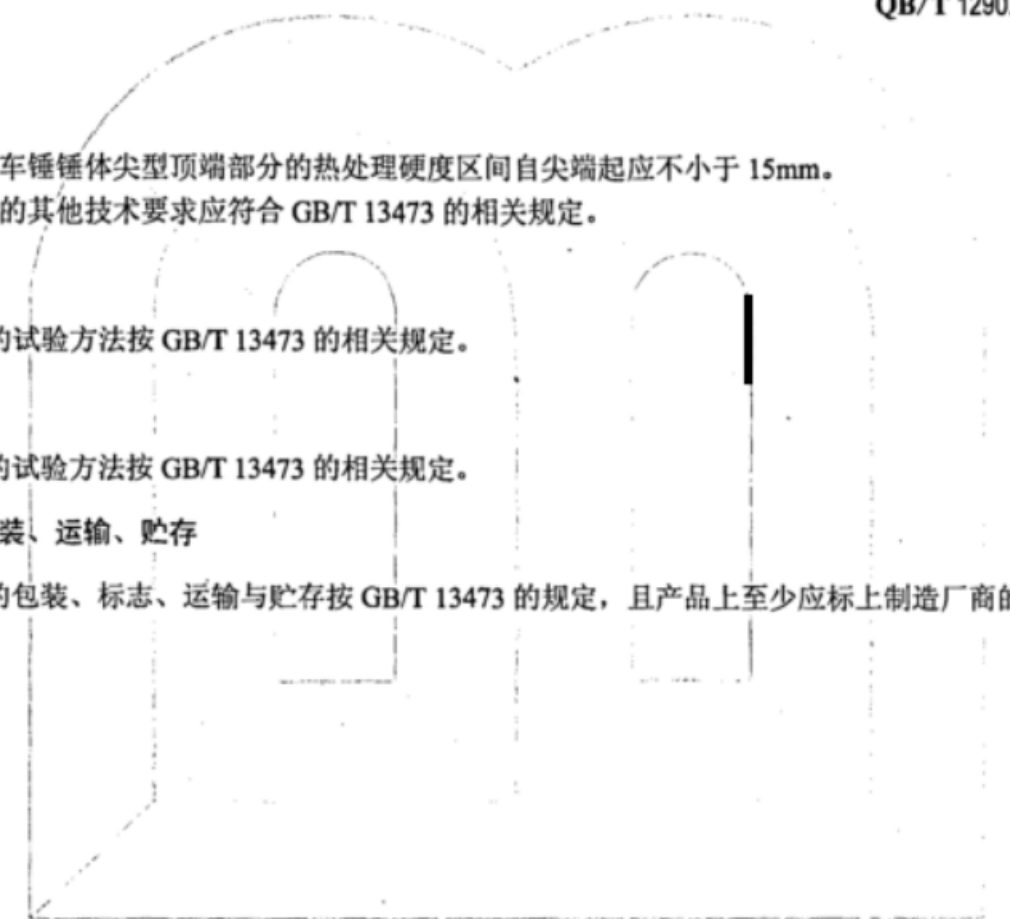 QB/T 1290
车锤锤体尖型顶端部分的热处理硬度区间自尖端起应不小于 15mm。
的其他技术要求应符合 GB/T 13473 的相关规定。
的试验方法按 GB/T 13473 的相关规定。
的试验方法按 GB/T 13473 的相关规定。
装、运输、贮存
的包装、标志、运输与贮存按 GB/T 13473 的规定，且产品上至少应标上制造厂商的